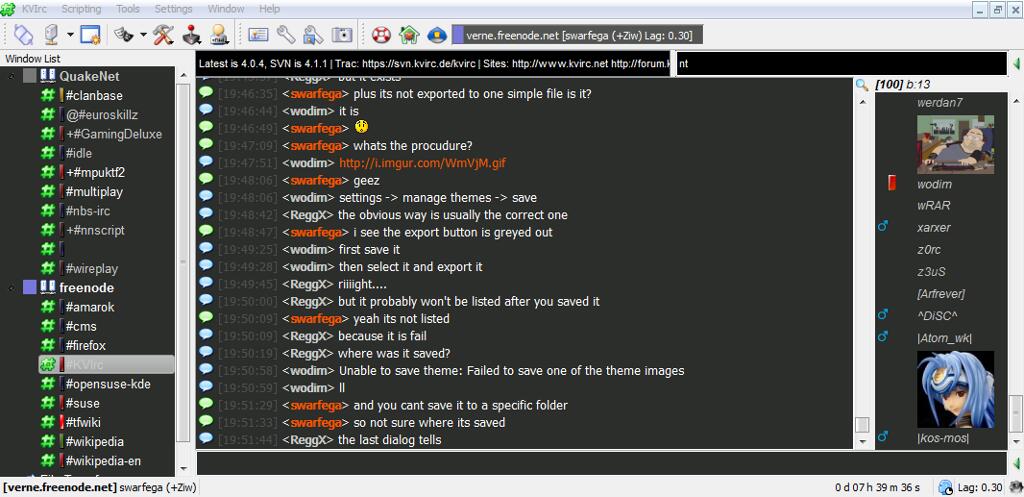 KVIrc Scripting Tools Settings Window Help
verne.freenode.net [swarfega (+Ziw) Lag: 0.30]
Window List
QuakeNet
#clanbase
@#euroskillz
+#GamingDeluxe
#idle
+#mpuktf2
#multiplay
#nbs-irc
+#nnscript
#wireplay
freenode
#amarok
#cms
#firefox
#KVIrc
#opensuse-kde
#suse
#tfwiki
#wikipedia
#wikipedia-en
Latest is 4.0.4, SVN is 4.1.1 | Trac: https://svn.kvirc.de/kvirc | Sites: http://www.kvirc.net http://forum.k
nt
<ReggX> but it exists
[19:46:35] <swarfega> plus its not exported to one simple file is it?
[19:46:44] <wodim> it is
[19:46:49] <swarfega>
[19:47:09] <swarfega> whats the procudure?
[19:47:51] <wodim> http://i.imgur.com/WmVjM.gif
[19:48:06] <swarfega> geez
[19:48:06] <wodim> settings -> manage themes -> save
[19:48:42] <ReggX> the obvious way is usually the correct one
[19:48:47] <swarfega> i see the export button is greyed out
[19:49:25] <wodim> first save it
[19:49:28] <wodim> then select it and export it
[19:49:45] <ReggX> riiiight....
[19:50:00] <ReggX> but it probably won't be listed after you saved it
[19:50:09] <swarfega> yeah its not listed
[19:50:09] <ReggX> because it is fail
[19:50:19] <ReggX> where was it saved?
[19:50:58] <wodim> Unable to save theme: Failed to save one of the theme images
[19:50:59] <wodim> ll
[19:51:29] <swarfega> and you cant save it to a specific folder
[19:51:33] <swarfega> so not sure where its saved
[19:51:44] <ReggX> the last dialog tells
[100] b:13
werdan7
wodim
wRAR
xarxer
z0rc
z3uS
[Arfrever]
^DiSC^
|Atom_wk|
|kos-mos|
[verne.freenode.net] swarfega (+Ziw)
0 d 07 h 39 m 36 s
Lag: 0.30